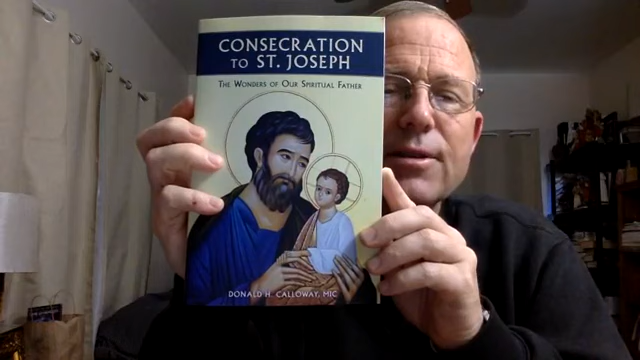 CONSECRATION
TO ST. JOSEPH
THE WONDERS OF OUR SPIRITUAL FATHER
DONALD H. CALLOWAY, MIC